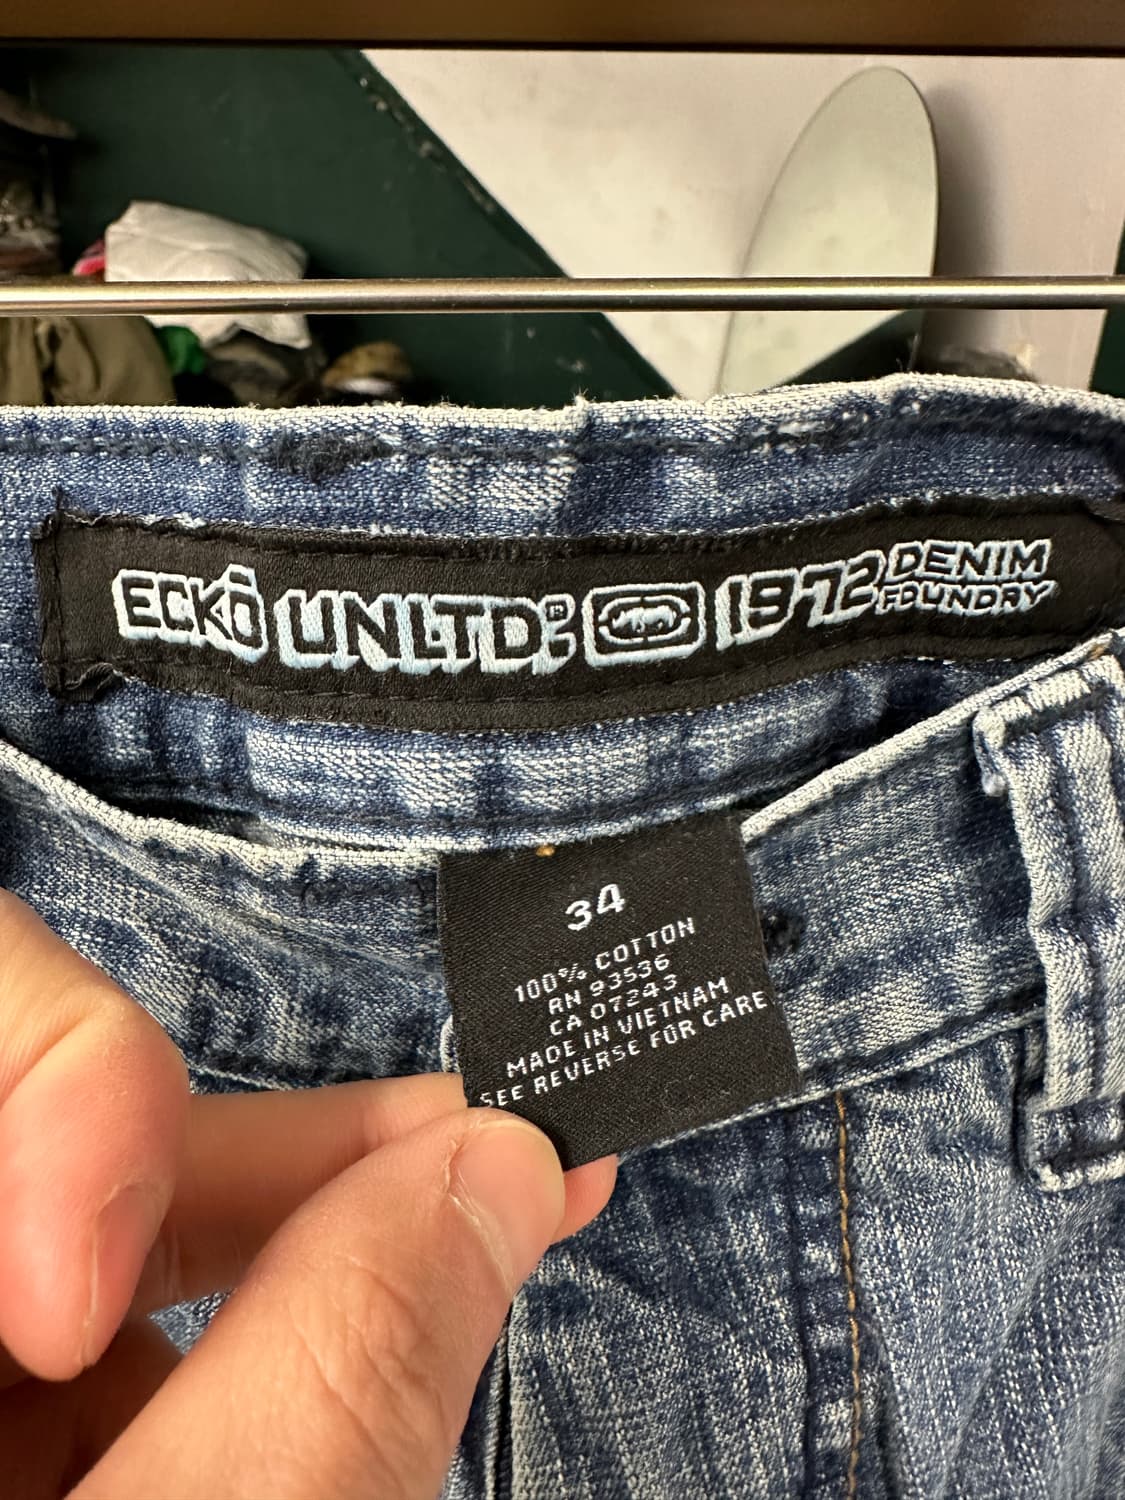 ECKŌ UNLTD. 1972 DENIM FOUNDRY
34
100% COTTON
RN 93536
CA 07243
MADE IN VIETNAM
SEE REVERSE FOR CARE